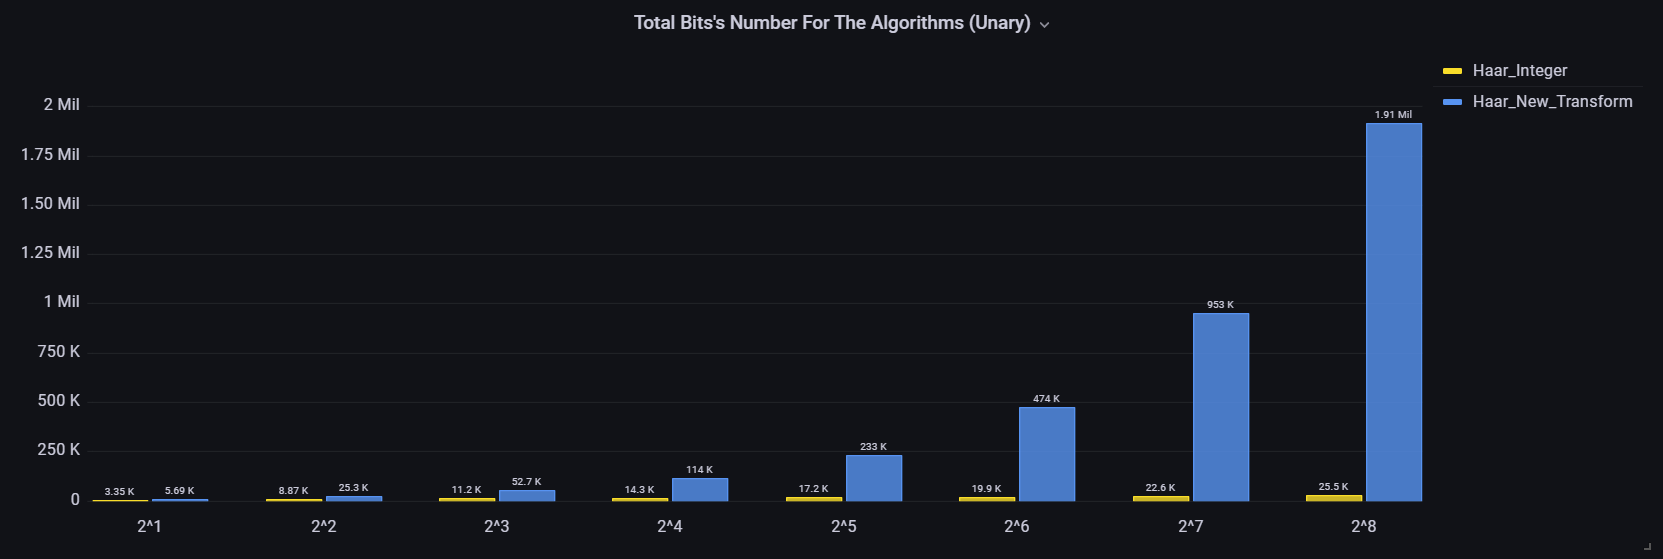 Total Bits's Number For The Algorithms (Unary)
Haar_Integer
Haar_New_Transform
2 Mil
1.75 Mil
1.50 Mil
1.25 Mil
1 Mil
750 K
500 K
250 K
0
3.35 K
5.69 K
8.87 K
25.3 K
11.2 K
52.7 K
14.3 K
114 K
17.2 K
233 K
19.9 K
474 K
22.6 K
953 K
25.5 K
1.91 Mil
2^1
2^2
2^3
2^4
2^5
2^6
2^7
2^8